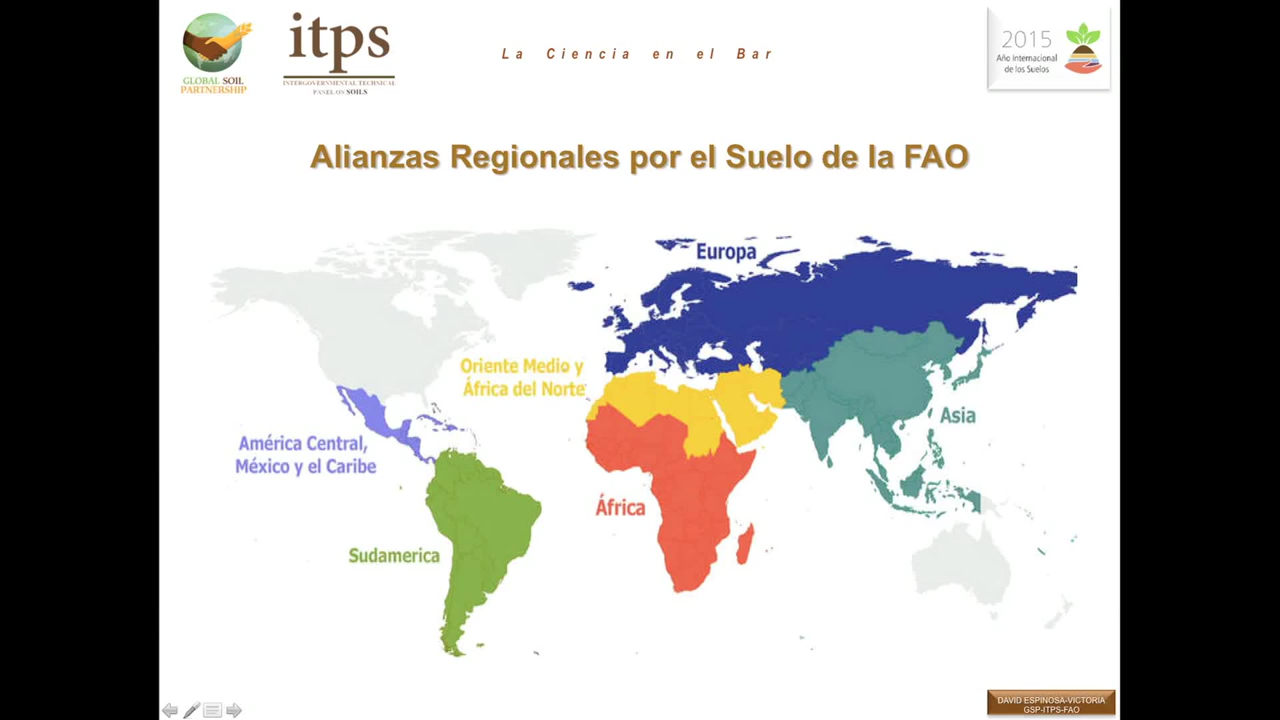 GLOBAL SOIL
PARTNERSHIP
itps
INTERGOVERNMENTAL TECHNICAL
PANEL ON SOILS
La Ciencia en el Bar
2015
Año Internacional
de los Suelos
Alianzas Regionales por el Suelo de la FAO
Europa
Oriente Medio y
África del Norte
Asia
América Central,
México y el Caribe
África
Sudamerica
DAVID ESPINOSA-VICTORIA
GSP-ITPS-FAO